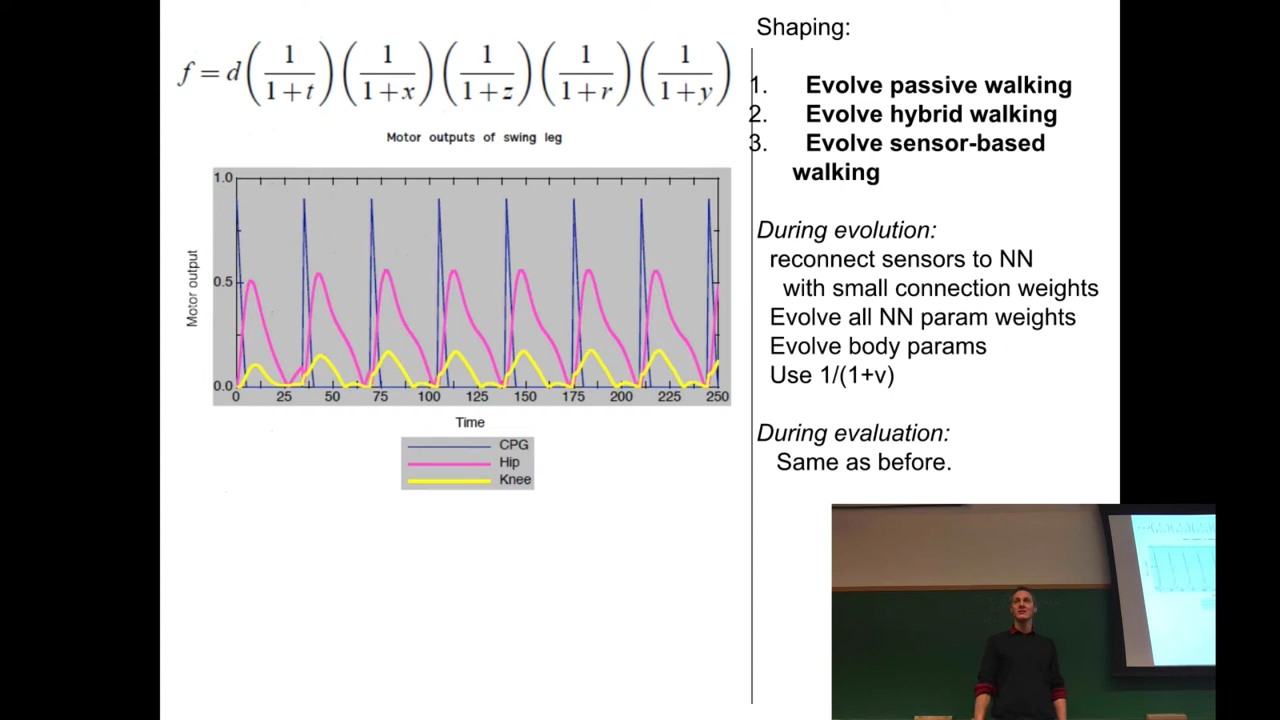 f = d ( 1 / 1+t ) ( 1 / 1+x ) ( 1 / 1+z ) ( 1 / 1+r ) ( 1 / 1+y )
Motor outputs of swing leg
1.0
0.5
0.0
Motor output
0 25 50 75 100 125 150 175 200 225 250
Time
CPG
Hip
Knee
Shaping:
1. Evolve passive walking
2. Evolve hybrid walking
3. Evolve sensor-based
walking
During evolution:
reconnect sensors to NN
with small connection weights
Evolve all NN param weights
Evolve body params
Use 1/(1+v)
During evaluation:
Same as before.